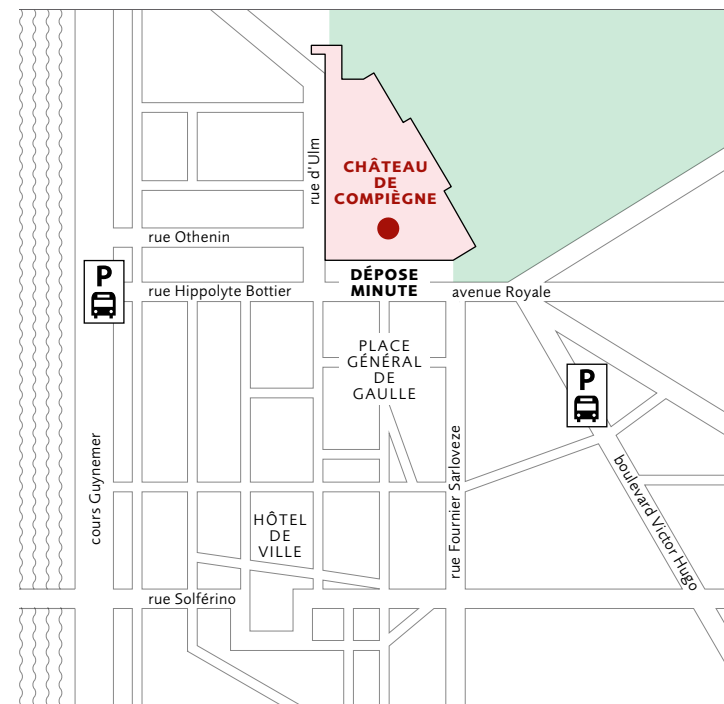 rue d'Ulm
CHÂTEAU
DE
COMPIÈGNE
rue Othenin
P
rue Hippolyte Bottier
DÉPOSE
MINUTE
avenue Royale
PLACE
GÉNÉRAL
DE
GAULLE
P
cours Guynemer
rue Fournier Sarloveze
boulevard Victor Hugo
HÔTEL
DE
VILLE
rue Solférino